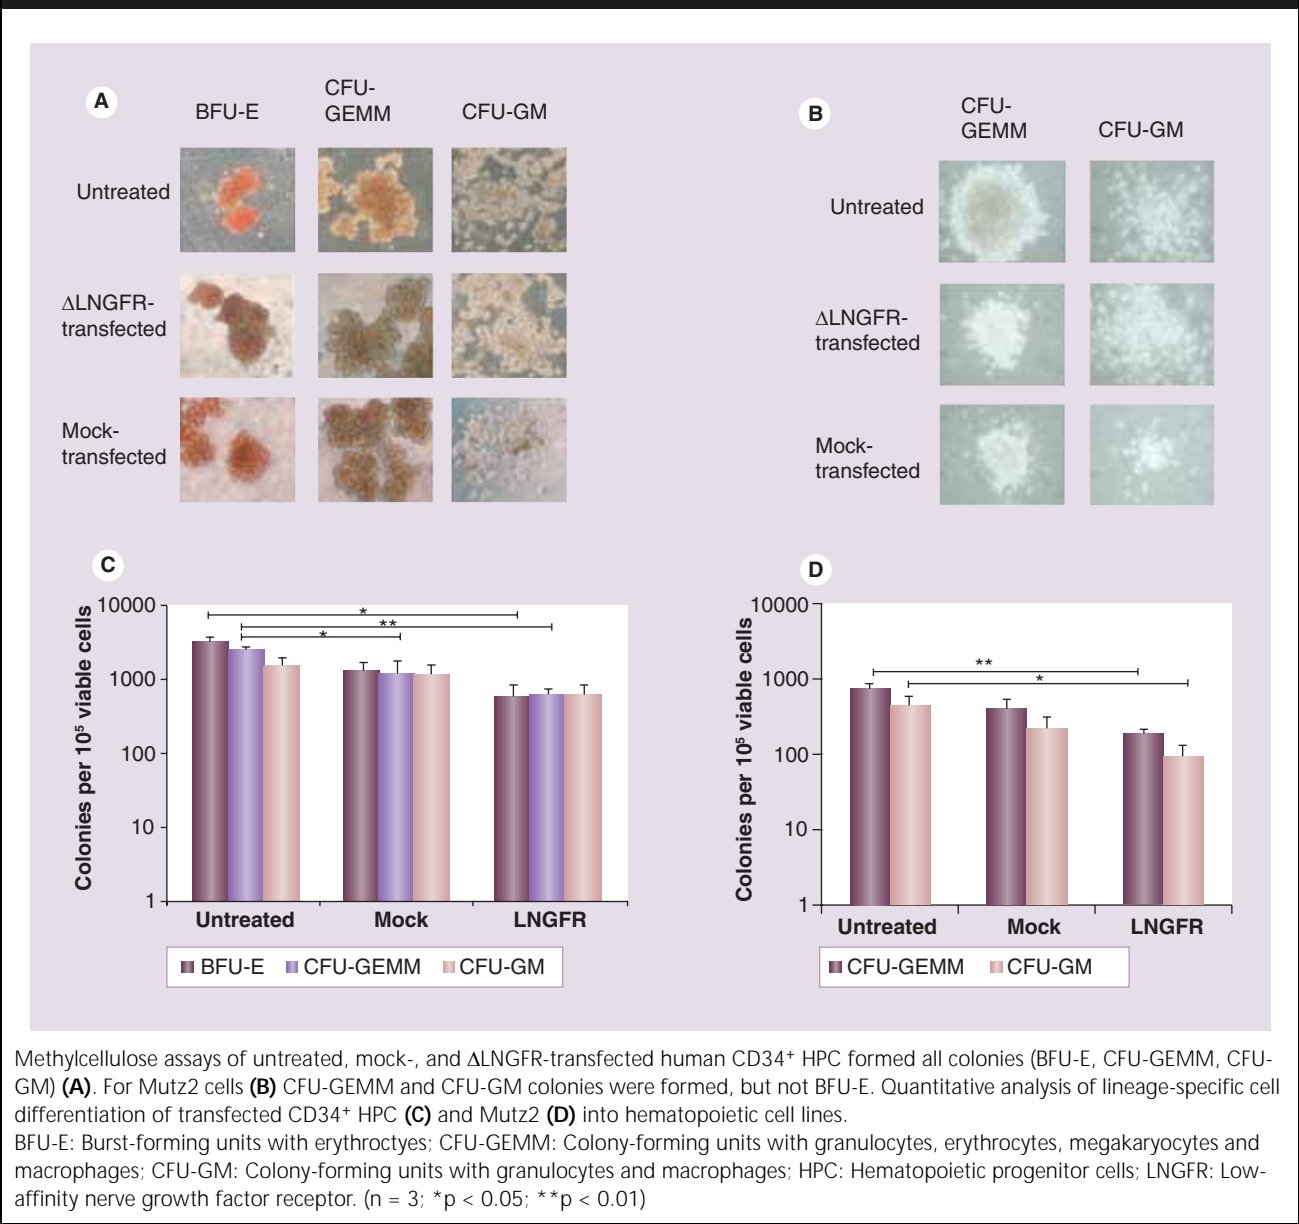 A
BFU-E
CFU-
GEMM
CFU-GM
Untreated
ΔLNGFR-
transfected
Mock-
transfected
B
CFU-
GEMM
CFU-GM
Untreated
ΔLNGFR-
transfected
Mock-
transfected
C
Colonies per 10⁵ viable cells
10000
1000
100
10
1
*
**
*
Untreated
Mock
LNGFR
BFU-E CFU-GEMM CFU-GM
D
Colonies per 10⁵ viable cells
10000
1000
100
10
1
**
*
Untreated
Mock
LNGFR
CFU-GEMM CFU-GM
Methylcellulose assays of untreated, mock-, and ΔLNGFR-transfected human CD34⁺ HPC formed all colonies (BFU-E, CFU-GEMM, CFU-
GM) (A). For Mutz2 cells (B) CFU-GEMM and CFU-GM colonies were formed, but not BFU-E. Quantitative analysis of lineage-specific cell
differentiation of transfected CD34⁺ HPC (C) and Mutz2 (D) into hematopoietic cell lines.
BFU-E: Burst-forming units with erythroctyes; CFU-GEMM: Colony-forming units with granulocytes, erythrocytes, megakaryocytes and
macrophages; CFU-GM: Colony-forming units with granulocytes and macrophages; HPC: Hematopoietic progenitor cells; LNGFR: Low-
affinity nerve growth factor receptor. (n = 3; *p < 0.05; **p < 0.01)